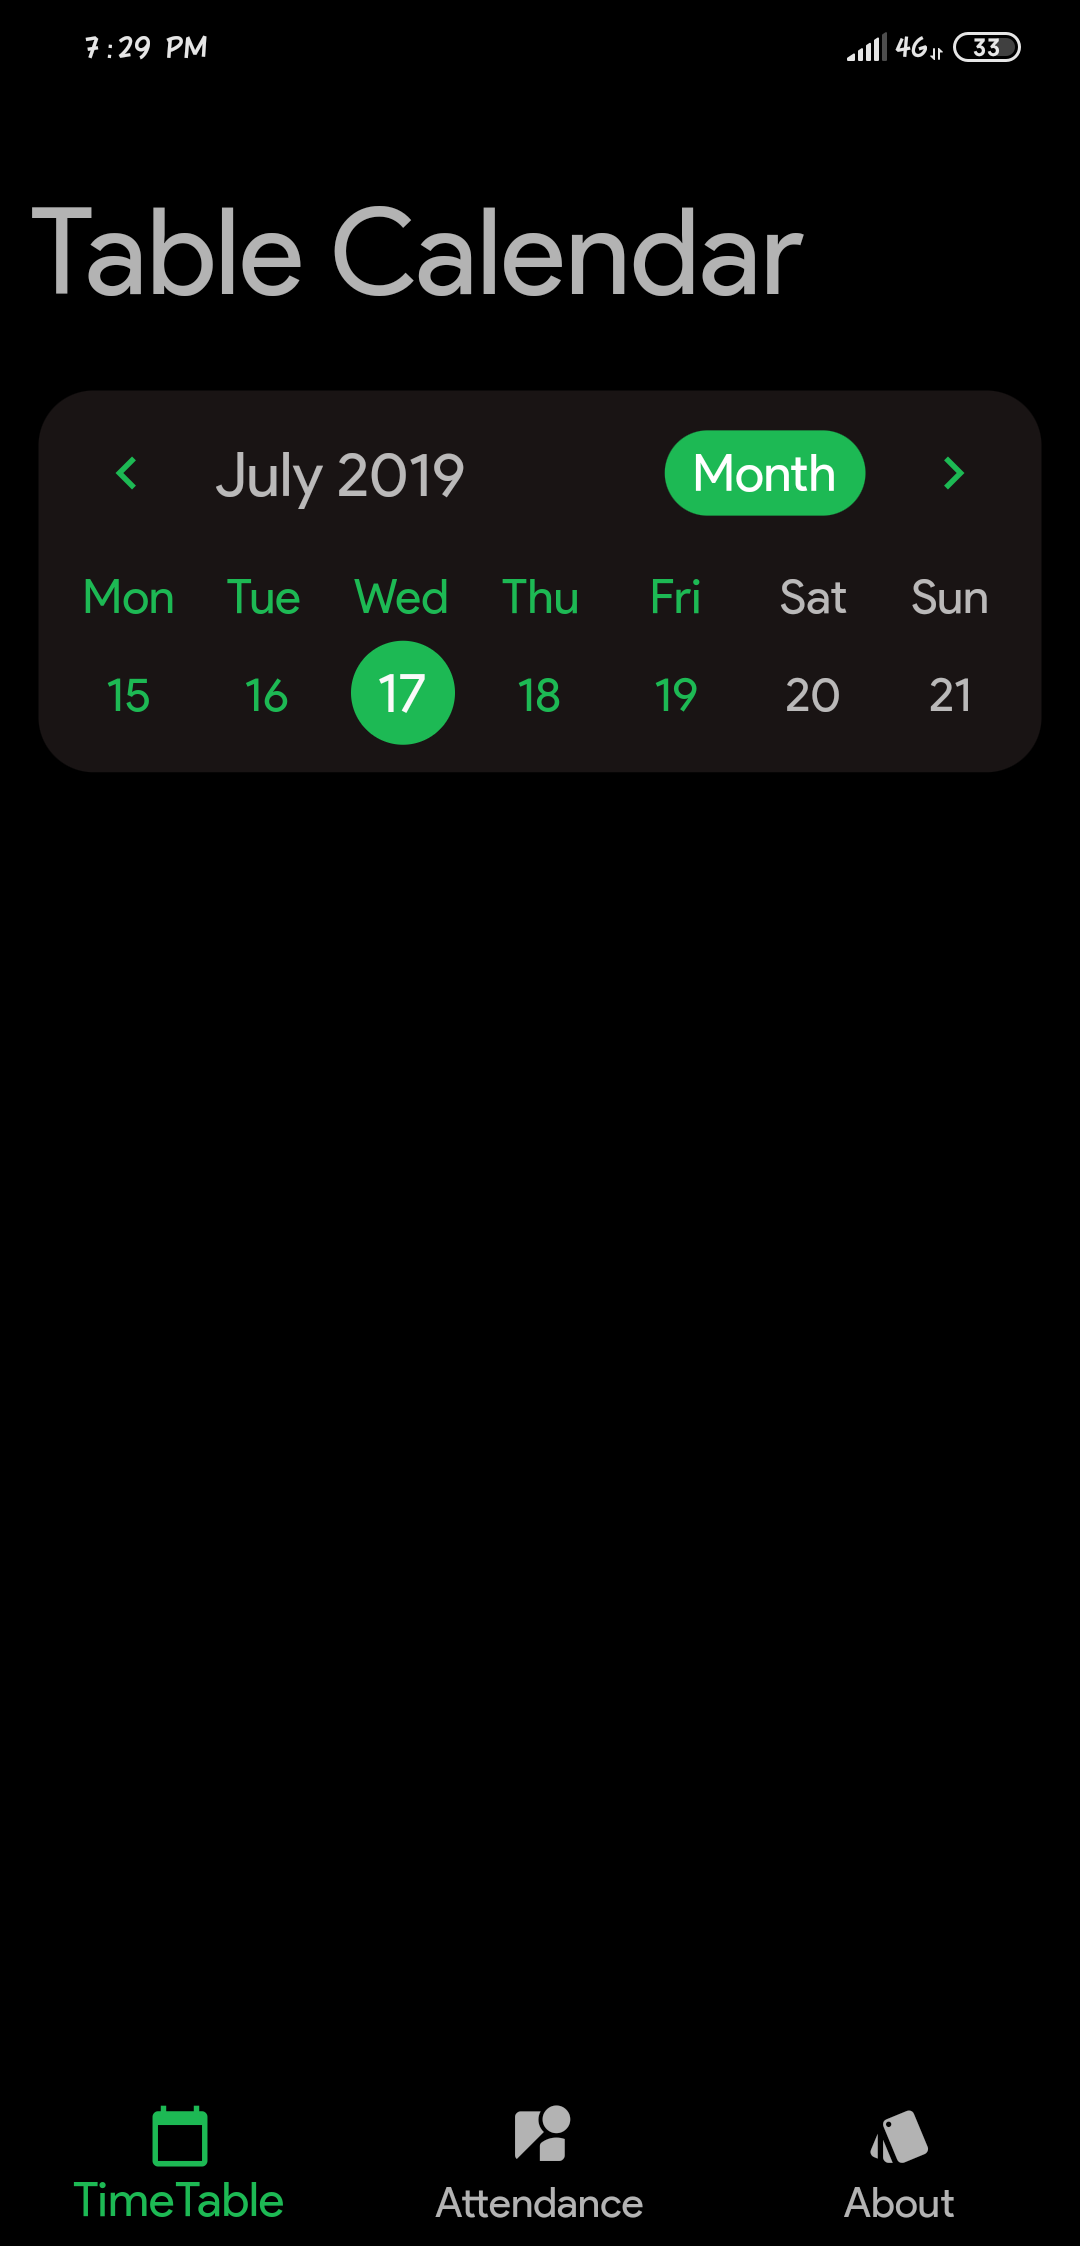 7:29 PM 4G 33
Table Calendar
July 2019 Month
Mon Tue Wed Thu Fri Sat Sun
15 16 17 18 19 20 21
TimeTable Attendance About